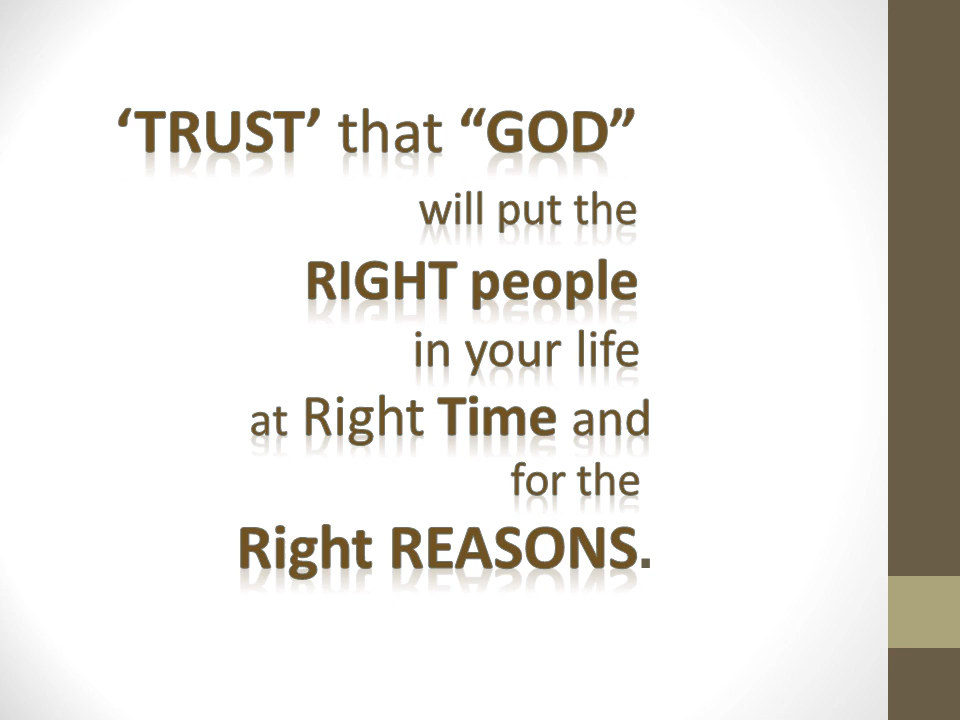 ‘TRUST’ that “GOD”
will put the
RIGHT people
in your life
at Right Time and
for the
Right REASONS.